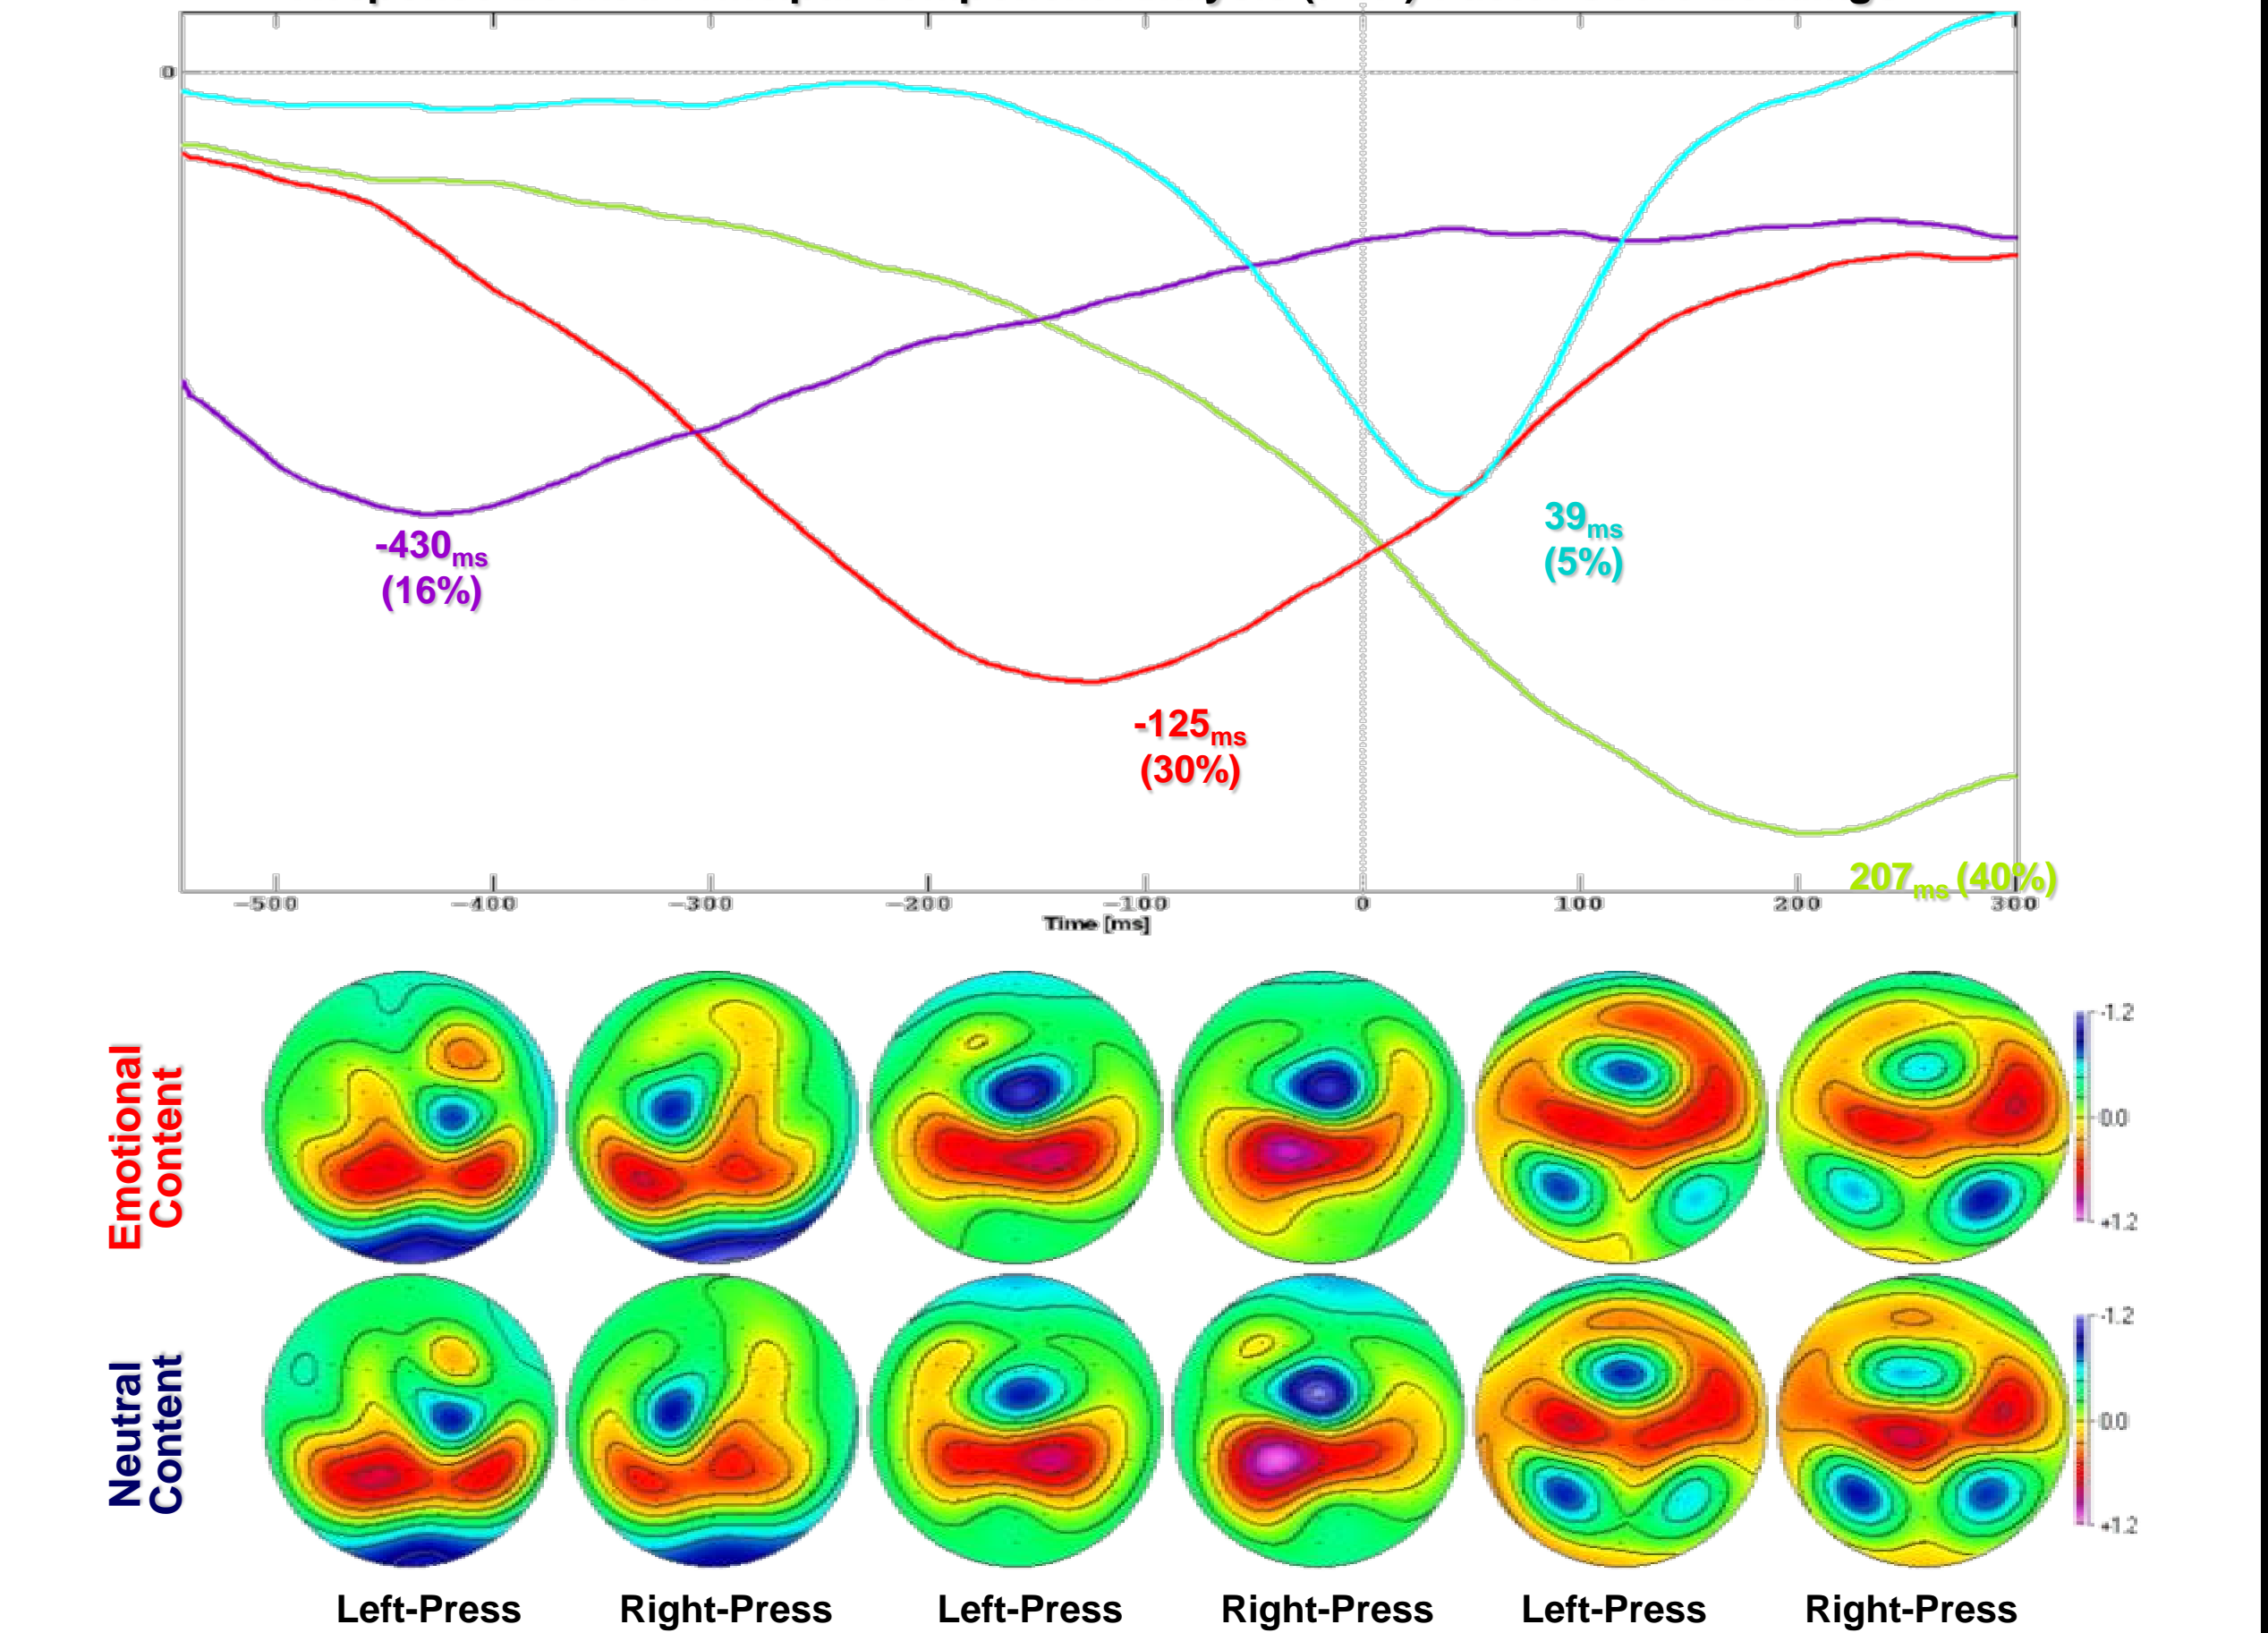 0
-430ms
(16%)
39ms
(5%)
-125ms
(30%)
207ms (40%)
−500 −400 −300 −200 −100 0 100 200 300
Time [ms]
Emotional
Content
-1.2
0.0
+1.2
Neutral
Content
-1.2
0.0
+1.2
Left-Press Right-Press Left-Press Right-Press Left-Press Right-Press